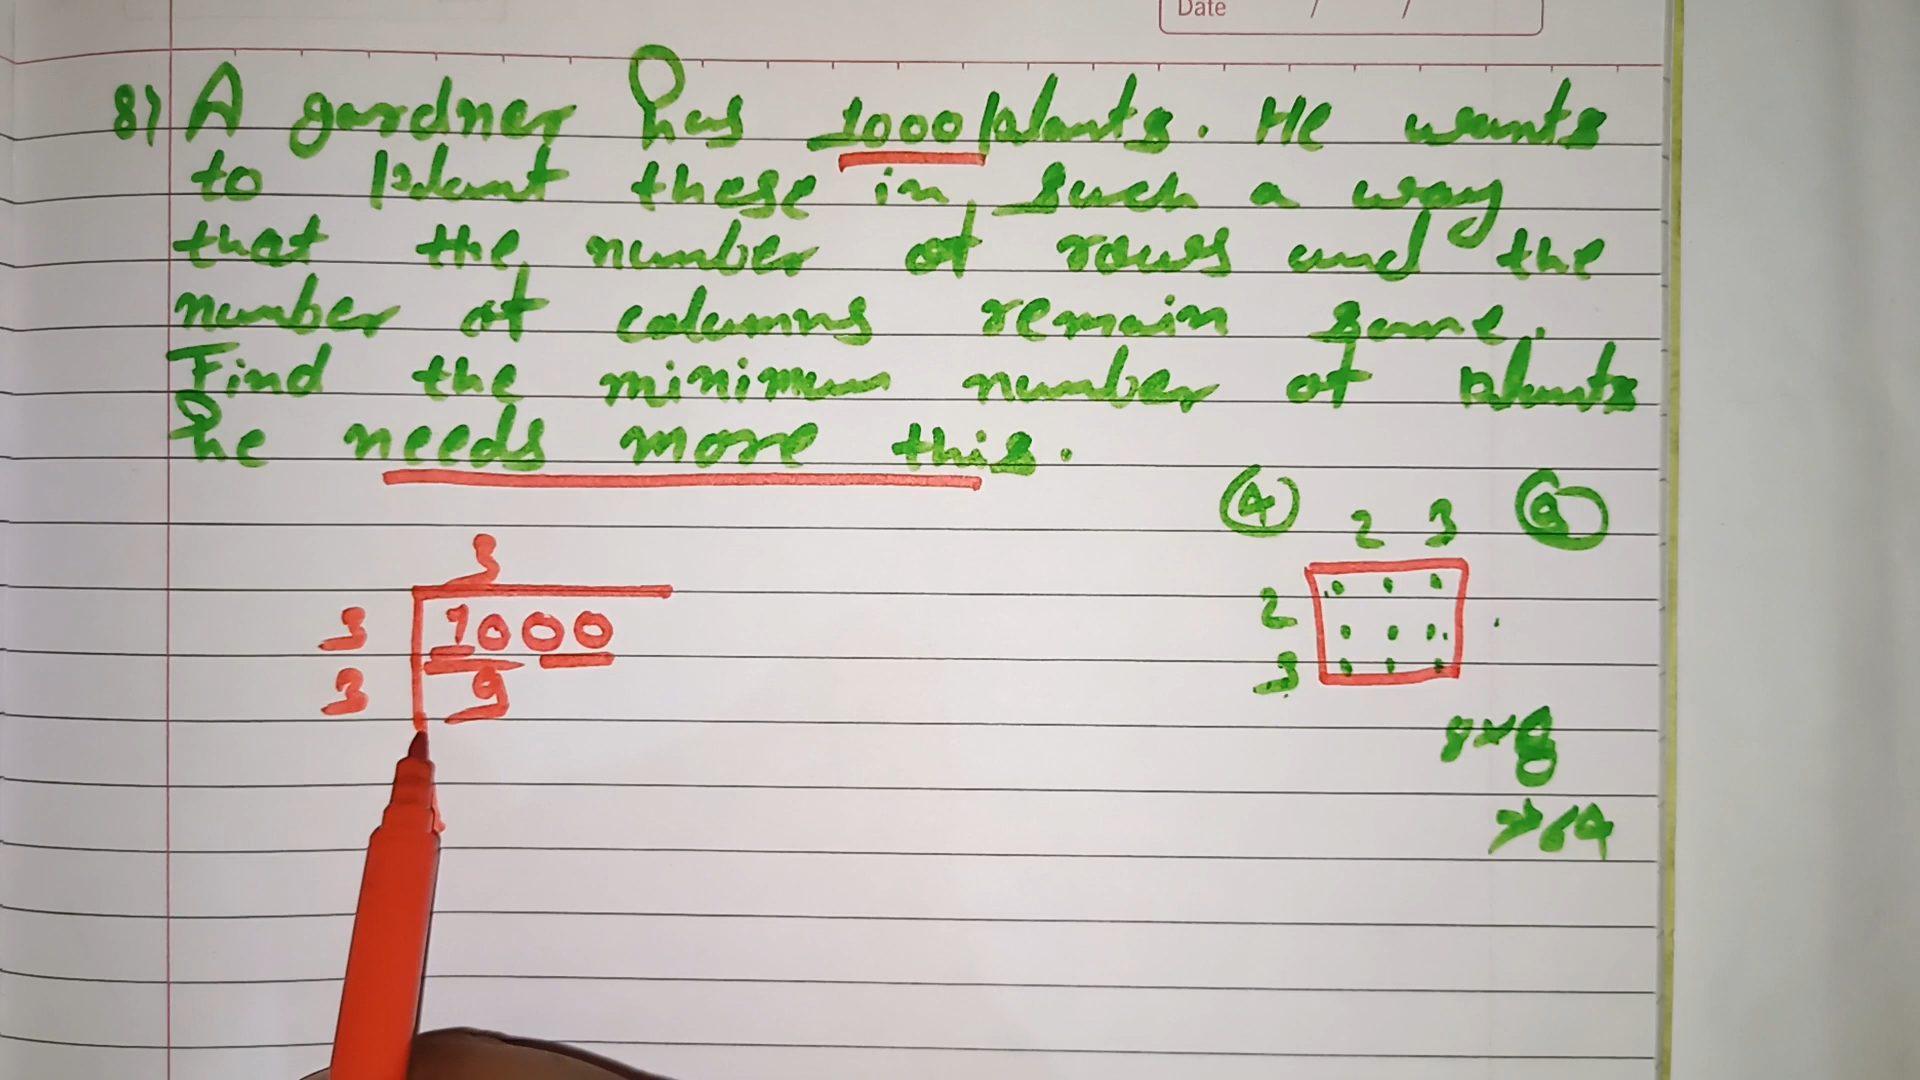 Date / /
8) A gardner has 1000 plants. He wants
to plant these in such a way
that the number of rows and the
number of columns remain same.
Find the minimum number of plants
he needs more this.
4 2 3 9
2
3
8×8
64
3
3 1000
3 9